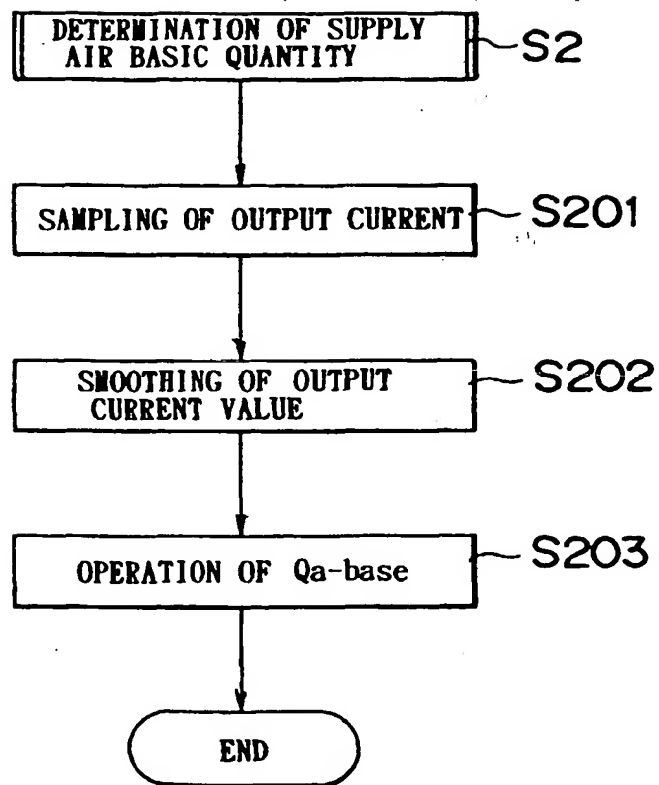 DETERMINATION OF SUPPLY
AIR BASIC QUANTITY
S2
SAMPLING OF OUTPUT CURRENT
S201
SMOOTHING OF OUTPUT
CURRENT VALUE
S202
OPERATION OF Qa-base
S203
END